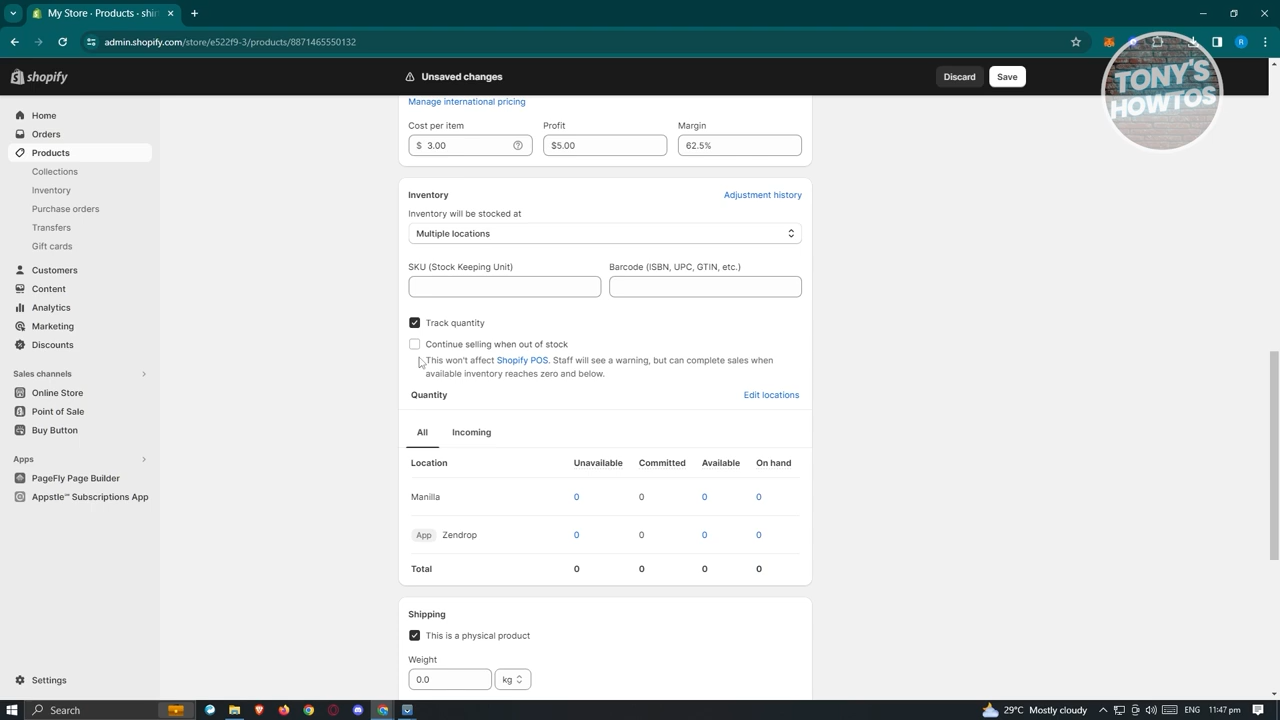 My Store · Products · shi
admin.shopify.com/store/e522f9-3/products/8871465550132
R
shopify
Unsaved changes
Discard
Save
TONY'S
HOWTOS
Home
Orders
Products
Collections
Inventory
Purchase orders
Transfers
Gift cards
Customers
Content
Analytics
Marketing
Discounts
Sales channels
Online Store
Point of Sale
Buy Button
Apps
PageFly Page Builder
Appstle℠ Subscriptions App
Settings
Manage international pricing
Cost per item
Profit
Margin
$ 3.00
$5.00
62.5%
Inventory
Adjustment history
Inventory will be stocked at
Multiple locations
SKU (Stock Keeping Unit)
Barcode (ISBN, UPC, GTIN, etc.)
Track quantity
Continue selling when out of stock
This won't affect Shopify POS. Staff will see a warning, but can complete sales when
available inventory reaches zero and below.
Quantity
Edit locations
All
Incoming
Location Unavailable Committed Available On hand
Manilla 0 0 0 0
App Zendrop 0 0 0 0
Total 0 0 0 0
Shipping
This is a physical product
Weight
0.0
kg
Search
29°C Mostly cloudy
ENG
11:47 pm